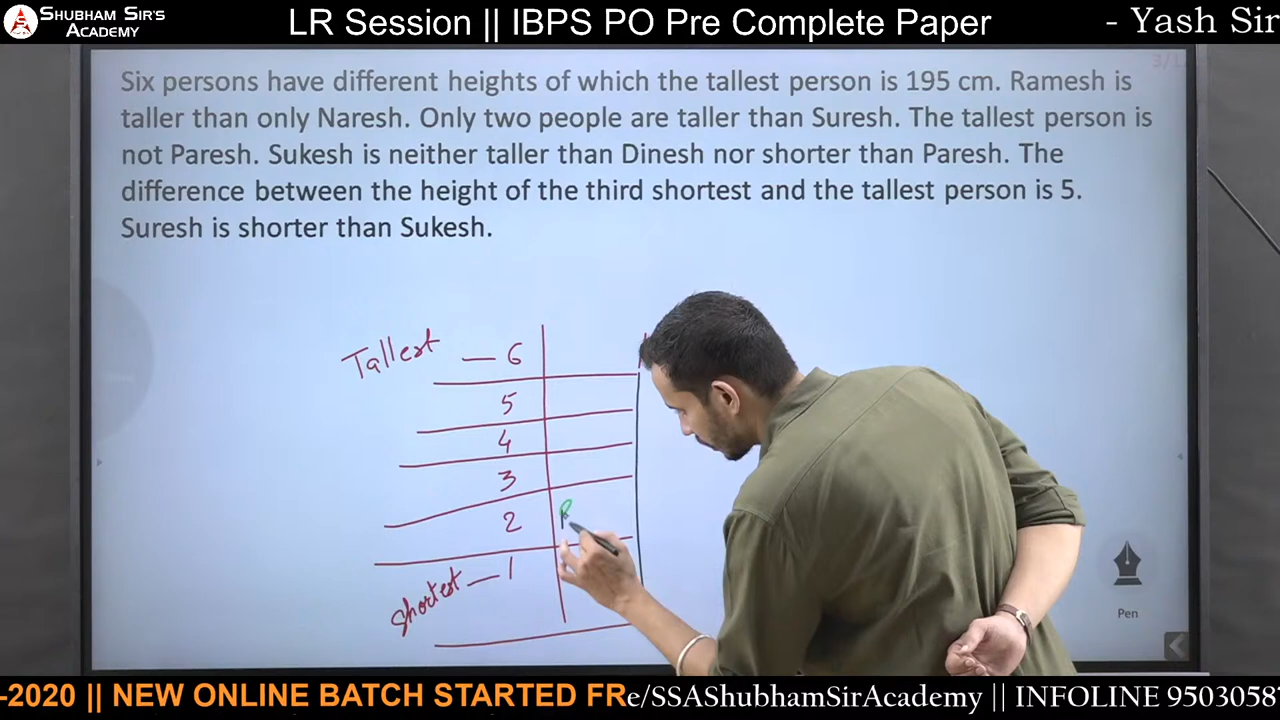 SHUBHAM SIR'S
ACADEMY
LR Session || IBPS PO Pre Complete Paper
- Yash Sir
Six persons have different heights of which the tallest person is 195 cm. Ramesh is
taller than only Naresh. Only two people are taller than Suresh. The tallest person is
not Paresh. Sukesh is neither taller than Dinesh nor shorter than Paresh. The
difference between the height of the third shortest and the tallest person is 5.
Suresh is shorter than Sukesh.
Tallest — 6
5
4
3
2
Shortest — 1
Pen
-2020 || NEW ONLINE BATCH STARTED FR
e/SSAShubhamSirAcademy || INFOLINE 9503058